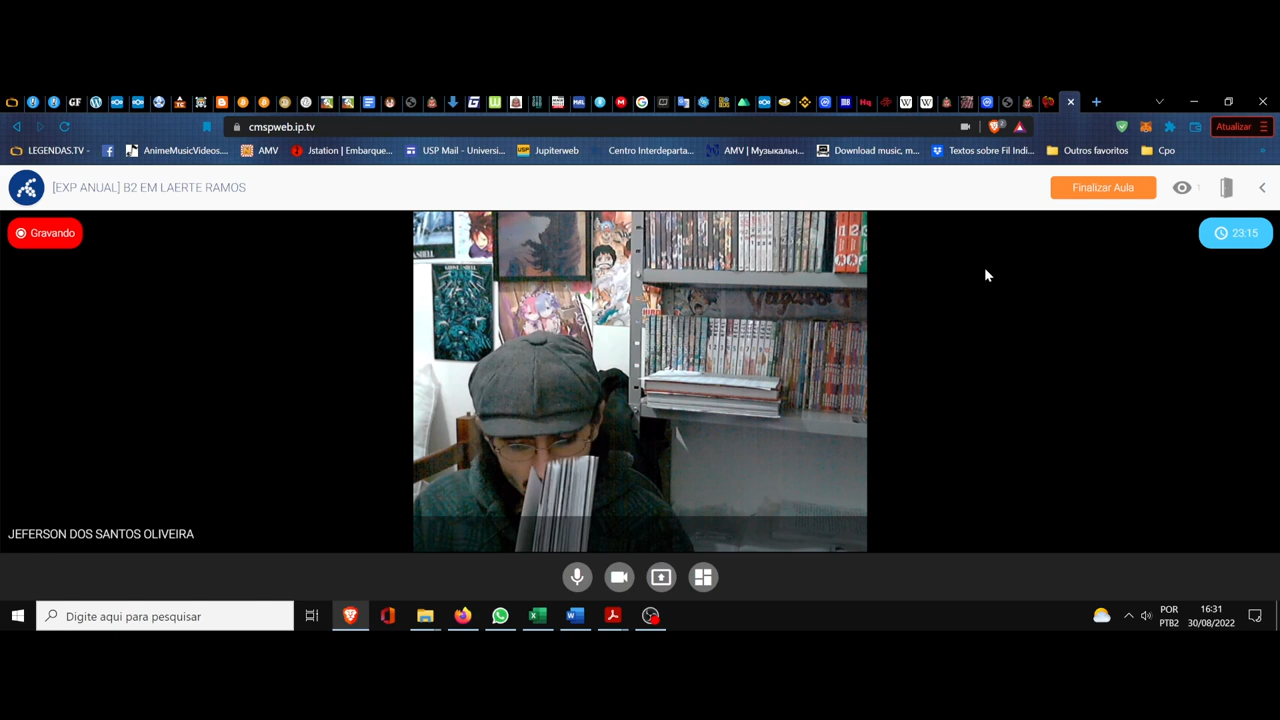 cmspweb.ip.tv
Atualizar
LEGENDAS.TV -
AnimeMusicVideos....
AMV
Jstation | Embarque...
USP Mail - Universi...
Jupiterweb
Centro Interdeparta...
AMV | Музыкальн...
Download music, m...
Textos sobre Fil Indi...
Outros favoritos
Cpo
[EXP ANUAL] B2 EM LAERTE RAMOS
Finalizar Aula
1
Gravando
23:15
JEFERSON DOS SANTOS OLIVEIRA
Digite aqui para pesquisar
POR
PTB2
16:31
30/08/2022